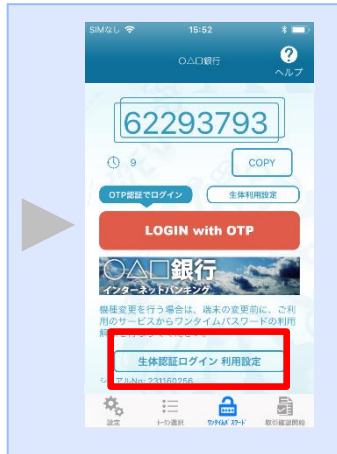 SIMなし 15:52
○△□銀行
ヘルプ
62293793
9
COPY
OTP認証でログイン 生体利用設定
LOGIN with OTP
○△□銀行
インターネットバンキング
機種変更を行う場合は、端末の変更前に、ご利
用のサービスからワンタイムパスワードの利用
生体認証ログイン 利用設定
No: 231160256
設定 トークン選択 ワンタイムパスワード 取引確認開始